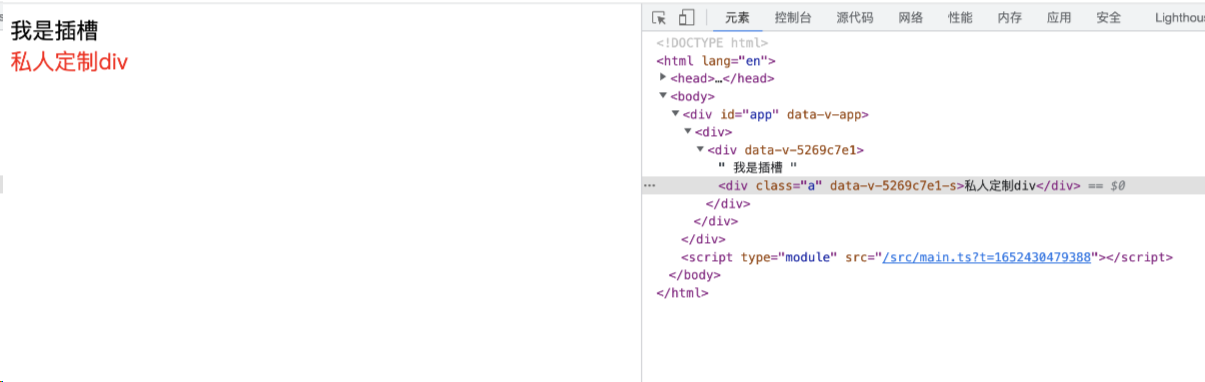 我是插槽
私人定制div
元素 控制台 源代码 网络 性能 内存 应用 安全 Lighthou
<!DOCTYPE html>
<html lang="en">
<head>…</head>
<body>
<div id="app" data-v-app>
<div>
<div data-v-5269c7e1>
" 我是插槽 "
<div class="a" data-v-5269c7e1-s>私人定制div</div> == $0
</div>
</div>
</div>
<script type="module" src="/src/main.ts?t=1652430479388"></script>
</body>
</html>